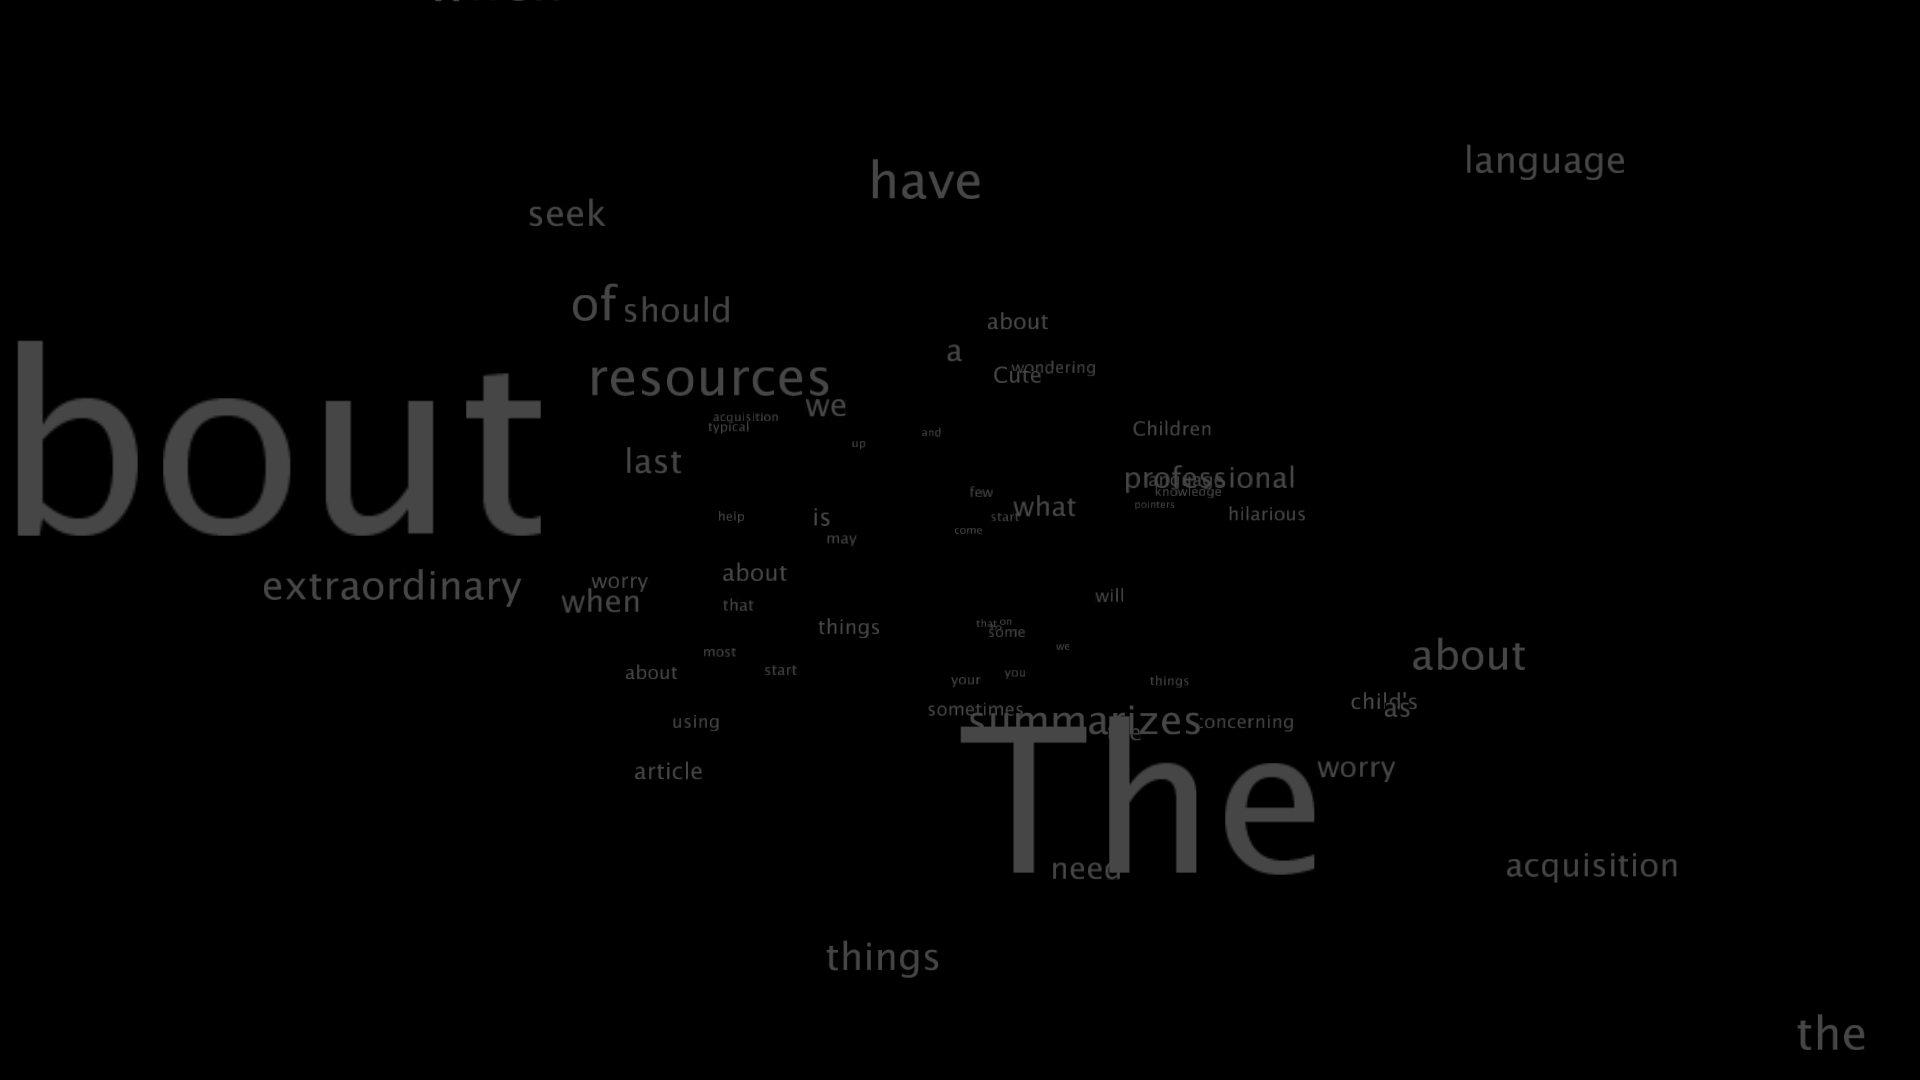 have
language
seek
of
should
about
a
wondering
Cute
resources
we
acquisition
typical
and
up
Children
last
professional
language
knowledge
few
pointers
what
start
hilarious
help
is
come
may
bout
about
worry
extraordinary
when
will
that
things
that
on
some
we
most
start
about
you
your
things
about
child's
as
sometimes
summarizes
using
concerning
worry
article
The
need
acquisition
things
the